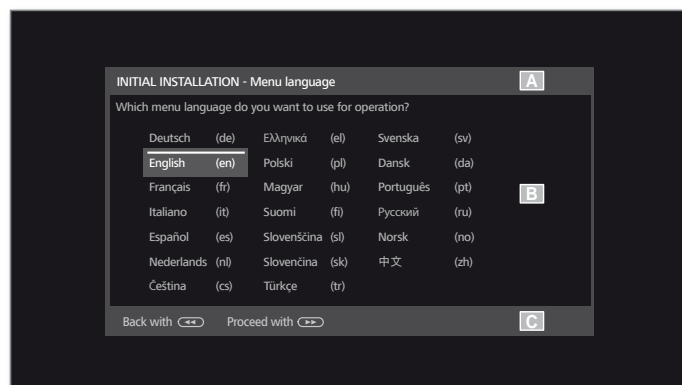 INITIAL INSTALLATION - Menu language A
Which menu language do you want to use for operation?
Deutsch (de) Ελληνικά (el) Svenska (sv)
English (en) Polski (pl) Dansk (da)
Français (fr) Magyar (hu) Português (pt)
B
Italiano (it) Suomi (fi) Русский (ru)
Español (es) Slovenščina (sl) Norsk (no)
Nederlands (nl) Slovenčina (sk) 中文 (zh)
Čeština (cs) Türkçe (tr)
Back with Proceed with C